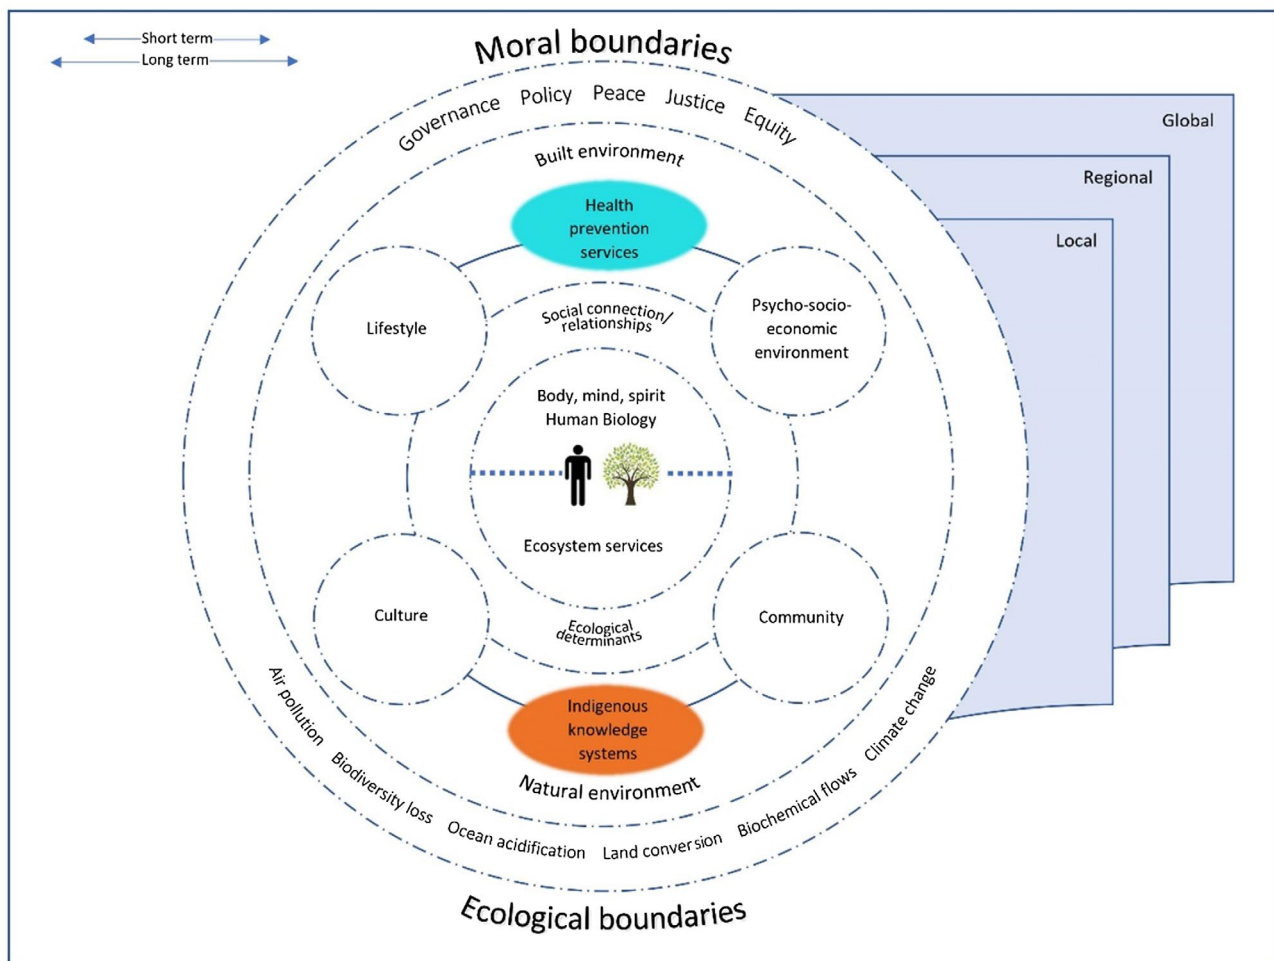 Short term
Long term
Moral boundaries
Governance Policy Peace Justice Equity
Global
Regional
Local
Built environment
Health
prevention
services
Lifestyle
Psycho-socio-
economic
environment
Social connection/
relationships
Body, mind, spirit
Human Biology
Ecosystem services
Culture
Community
Ecological
determinants
Indigenous
knowledge
systems
Natural environment
Air pollution
Biodiversity loss
Ocean acidification
Land conversion
Biochemical flows
Climate change
Ecological boundaries